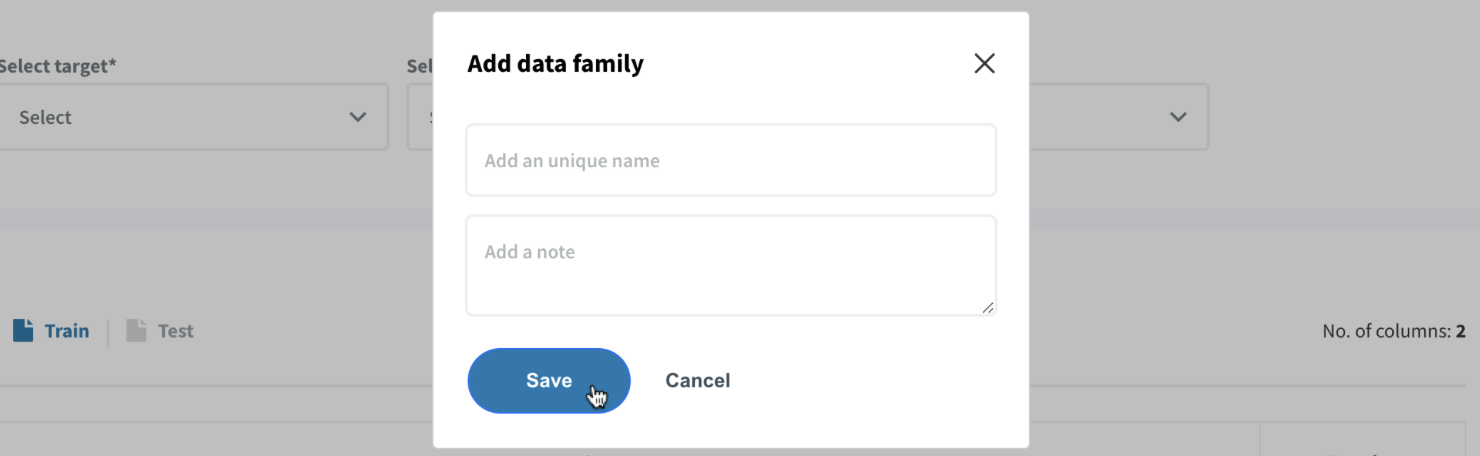 Add data family
Select target*
Select
Add an unique name
Add a note
Train
Test
No. of columns: 2
Save
Cancel